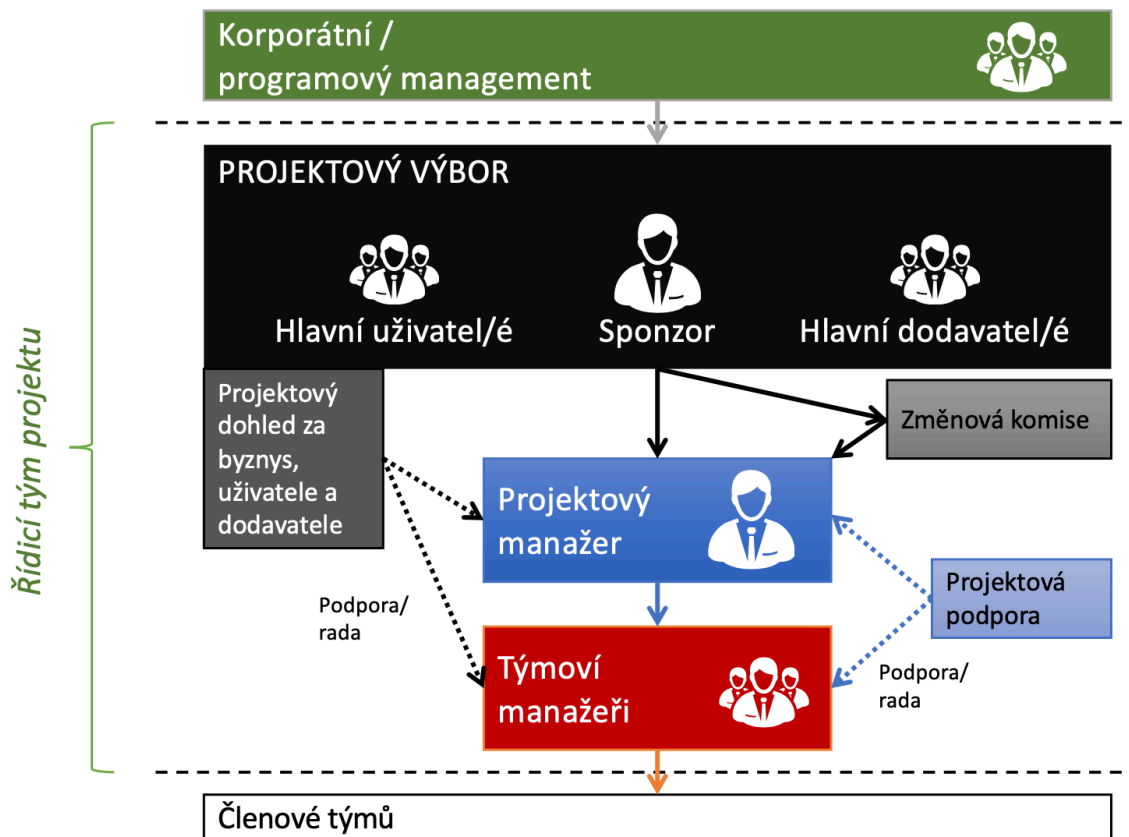 Korporátní /
programový management
PROJEKTOVÝ VÝBOR
Hlavní uživatel/é
Sponzor
Hlavní dodavatel/é
Řídicí tým projektu
Projektový
dohled za
byznys,
uživatele a
dodavatele
Změnová komise
Projektový
manažer
Projektová
podpora
Podpora/
rada
Týmoví
manažeři
Podpora/
rada
Členové týmů